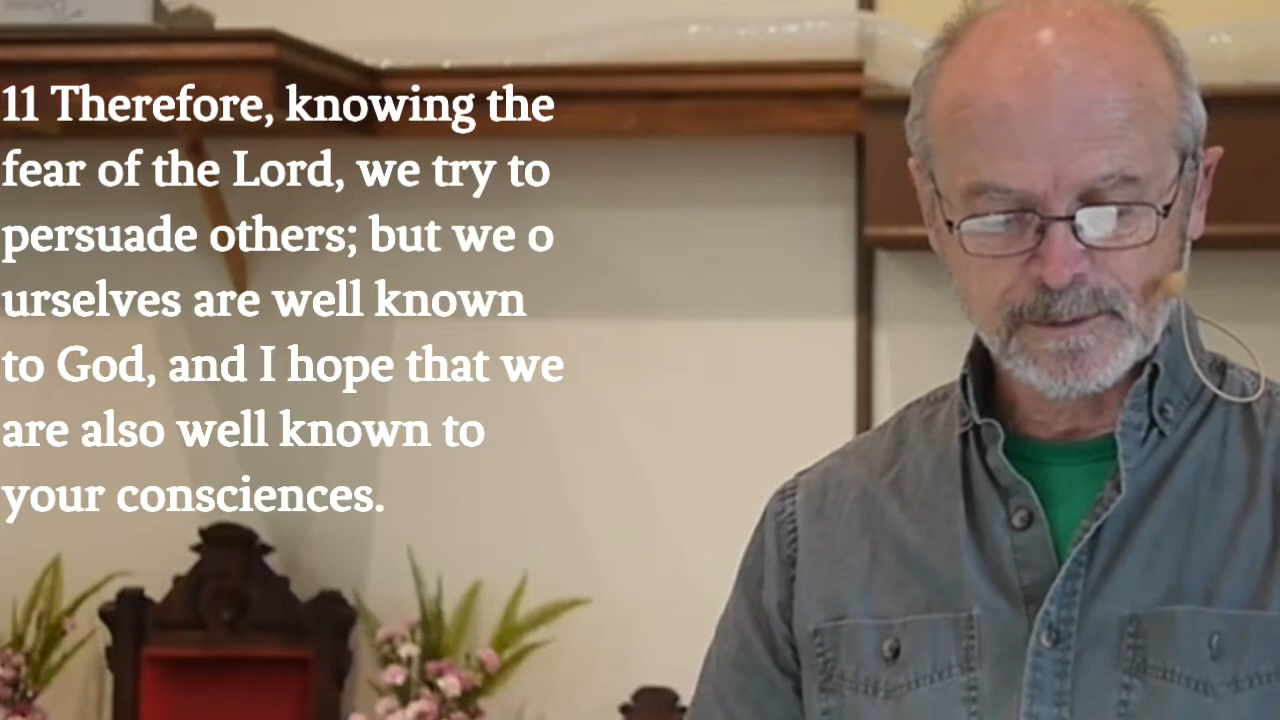 11 Therefore, knowing the
fear of the Lord, we try to
persuade others; but we o
urselves are well known
to God, and I hope that we
are also well known to
your consciences.